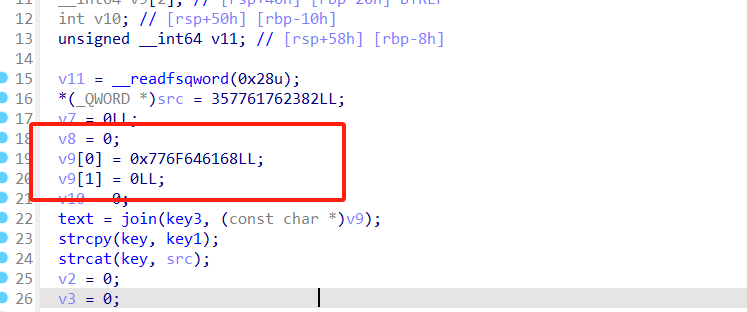 12 int v10; // [rsp+50h] [rbp-10h]
13 unsigned __int64 v11; // [rsp+58h] [rbp-8h]
14
15 v11 = __readfsqword(0x28u);
16 *(_QWORD *)src = 357761762382LL;
17 v7 = 0LL;
18 v8 = 0;
19 v9[0] = 0x776F646168LL;
20 v9[1] = 0LL;
21 v10 = 0;
22 text = join(key3, (const char *)v9);
23 strcpy(key, key1);
24 strcat(key, src);
25 v2 = 0;
26 v3 = 0;